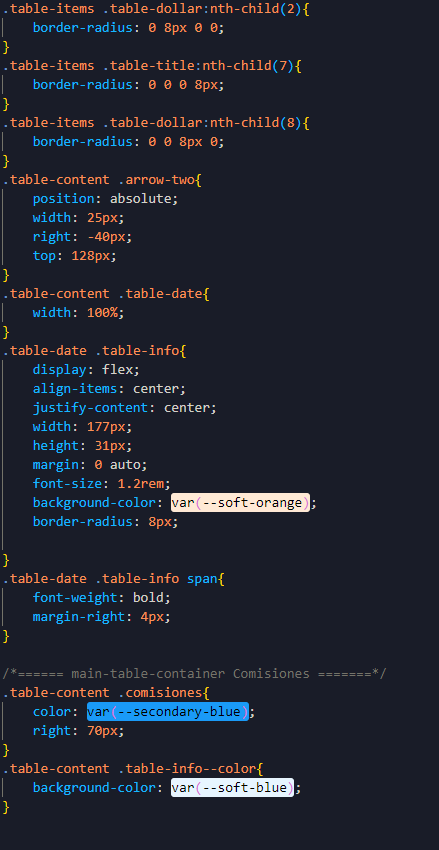 .table-items .table-dollar:nth-child(2){
border-radius: 0 8px 0 0;
}
.table-items .table-title:nth-child(7){
border-radius: 0 0 0 8px;
}
.table-items .table-dollar:nth-child(8){
border-radius: 0 0 8px 0;
}
.table-content .arrow-two{
position: absolute;
width: 25px;
right: -40px;
top: 128px;
}
.table-content .table-date{
width: 100%;
}
.table-date .table-info{
display: flex;
align-items: center;
justify-content: center;
width: 177px;
height: 31px;
margin: 0 auto;
font-size: 1.2rem;
background-color: var(--soft-orange);
border-radius: 8px;
}
.table-date .table-info span{
font-weight: bold;
margin-right: 4px;
}
/*====== main-table-container Comisiones =======*/
.table-content .comisiones{
color: var(--secondary-blue);
right: 70px;
}
.table-content .table-info--color{
background-color: var(--soft-blue);
}